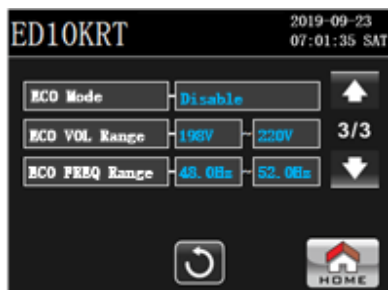 ED10KRT
2019-09-23
07:01:35 SAT
ECO Mode - Disable
ECO VOL Range - 198V ~ 220V
3/3
ECO FREQ Range - 48.0Hz ~ 52.0Hz
HOME